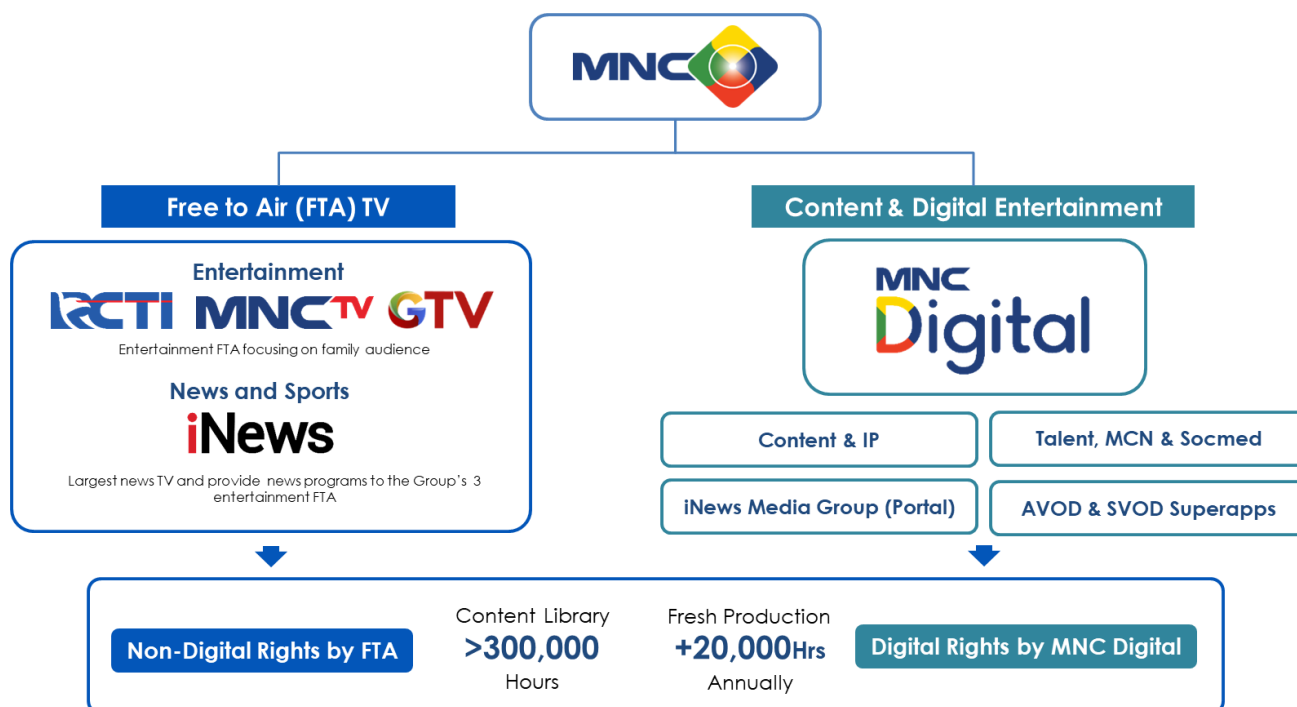 MNC
Free to Air (FTA) TV
Content & Digital Entertainment
Entertainment
RCTI MNCTV GTV
Entertainment FTA focusing on family audience
News and Sports
iNews
Largest news TV and provide news programs to the Group's 3
entertainment FTA
MNC
Digital
Content & IP
Talent, MCN & Socmed
iNews Media Group (Portal)
AVOD & SVOD Superapps
Non-Digital Rights by FTA
Content Library
>300,000
Hours
Fresh Production
+20,000Hrs
Annually
Digital Rights by MNC Digital